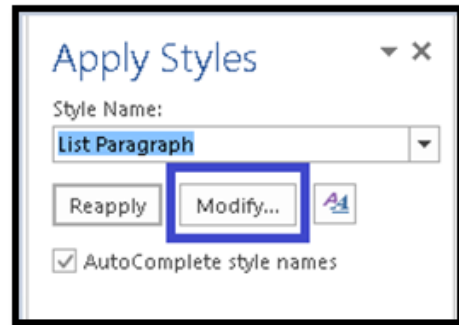 Apply Styles
Style Name:
List Paragraph
Reapply Modify...
AutoComplete style names